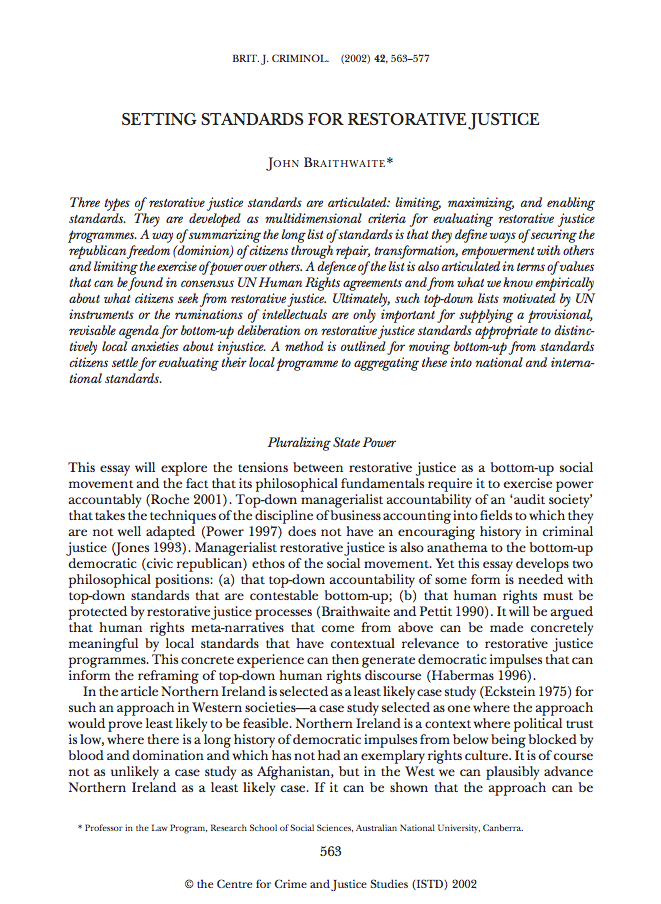 BRIT. J. CRIMINOL. (2002) 42, 563–577
SETTING STANDARDS FOR RESTORATIVE JUSTICE
JOHN BRAITHWAITE*
Three types of restorative justice standards are articulated: limiting, maximizing, and enabling
standards. They are developed as multidimensional criteria for evaluating restorative justice
programmes. A way of summarizing the long list of standards is that they define ways of securing the
republican freedom (dominion) of citizens through repair, transformation, empowerment with others
and limiting the exercise of power over others. A defence of the list is also articulated in terms of values
that can be found in consensus UN Human Rights agreements and from what we know empirically
about what citizens seek from restorative justice. Ultimately, such top-down lists motivated by UN
instruments or the ruminations of intellectuals are only important for supplying a provisional,
revisable agenda for bottom-up deliberation on restorative justice standards appropriate to distinc-
tively local anxieties about injustice. A method is outlined for moving bottom-up from standards
citizens settle for evaluating their local programme to aggregating these into national and interna-
tional standards.
Pluralizing State Power
This essay will explore the tensions between restorative justice as a bottom-up social
movement and the fact that its philosophical fundamentals require it to exercise power
accountably (Roche 2001). Top-down managerialist accountability of an ‘audit society’
that takes the techniques of the discipline of business accounting into fields to which they
are not well adapted (Power 1997) does not have an encouraging history in criminal
justice (Jones 1993). Managerialist restorative justice is also anathema to the bottom-up
democratic (civic republican) ethos of the social movement. Yet this essay develops two
philosophical positions: (a) that top-down accountability of some form is needed with
top-down standards that are contestable bottom-up; (b) that human rights must be
protected by restorative justice processes (Braithwaite and Pettit 1990). It will be argued
that human rights meta-narratives that come from above can be made concretely
meaningful by local standards that have contextual relevance to restorative justice
programmes. This concrete experience can then generate democratic impulses that can
inform the reframing of top-down human rights discourse (Habermas 1996).
In the article Northern Ireland is selected as a least likely case study (Eckstein 1975) for
such an approach in Western societies—a case study selected as one where the approach
would prove least likely to be feasible. Northern Ireland is a context where political trust
is low, where there is a long history of democratic impulses from below being blocked by
blood and domination and which has not had an exemplary rights culture. It is of course
not as unlikely a case study as Afghanistan, but in the West we can plausibly advance
Northern Ireland as a least likely case. If it can be shown that the approach can be
* Professor in the Law Program, Research School of Social Sciences, Australian National University, Canberra.
563
© the Centre for Crime and Justice Studies (ISTD) 2002